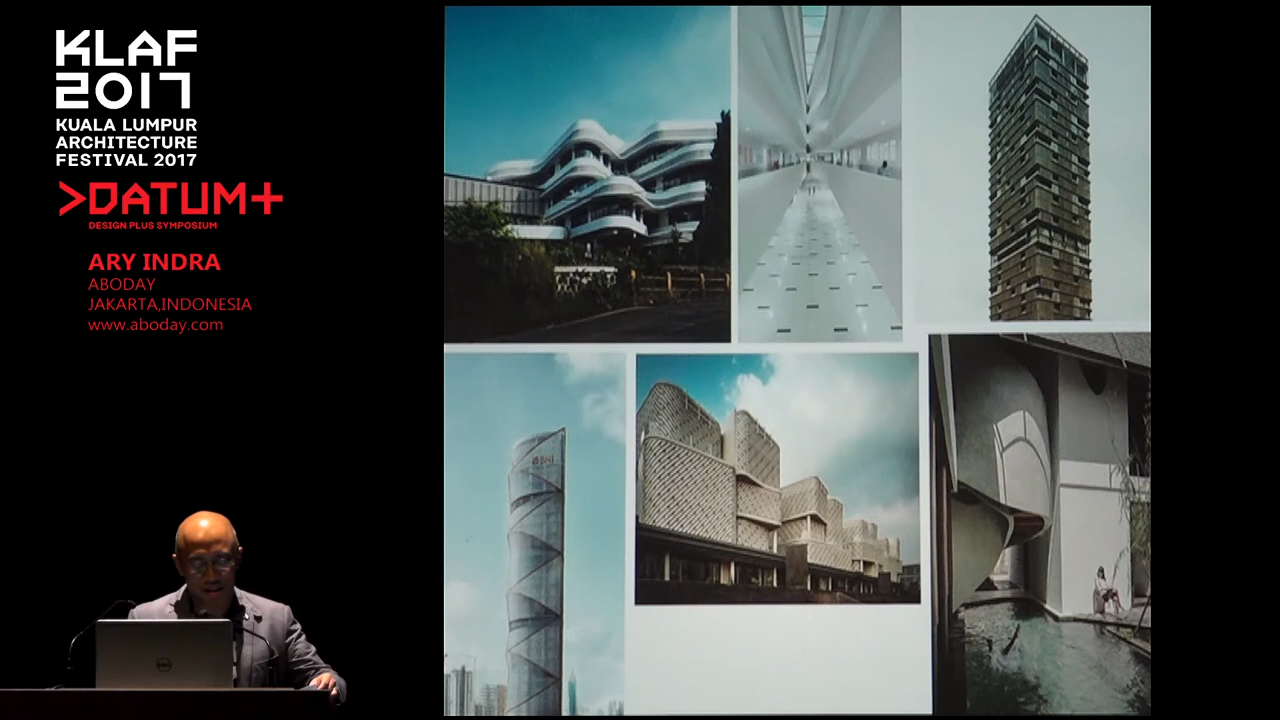 KLAF
2017
KUALA LUMPUR
ARCHITECTURE
FESTIVAL 2017
>DATUM+
DESIGN PLUS SYMPOSIUM
ARY INDRA
ABODAY
JAKARTA,INDONESIA
www.aboday.com
DELL